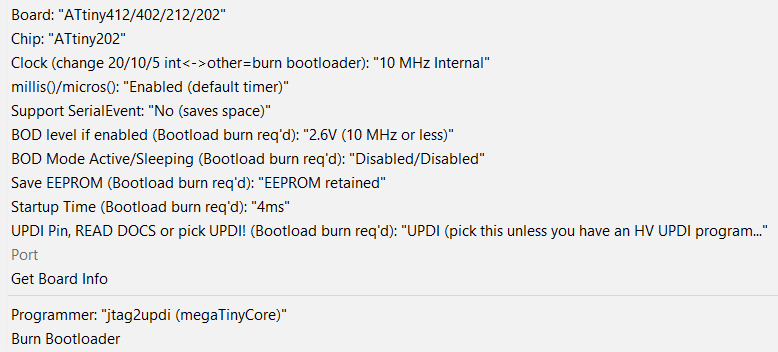 Board: "ATtiny412/402/212/202"
Chip: "ATtiny202"
Clock (change 20/10/5 int<->other=burn bootloader): "10 MHz Internal"
millis()/micros(): "Enabled (default timer)"
Support SerialEvent: "No (saves space)"
BOD level if enabled (Bootload burn req'd): "2.6V (10 MHz or less)"
BOD Mode Active/Sleeping (Bootload burn req'd): "Disabled/Disabled"
Save EEPROM (Bootload burn req'd): "EEPROM retained"
Startup Time (Bootload burn req'd): "4ms"
UPDI Pin, READ DOCS or pick UPDI! (Bootload burn req'd): "UPDI (pick this unless you have an HV UPDI program..."
Port
Get Board Info
Programmer: "jtag2updi (megaTinyCore)"
Burn Bootloader